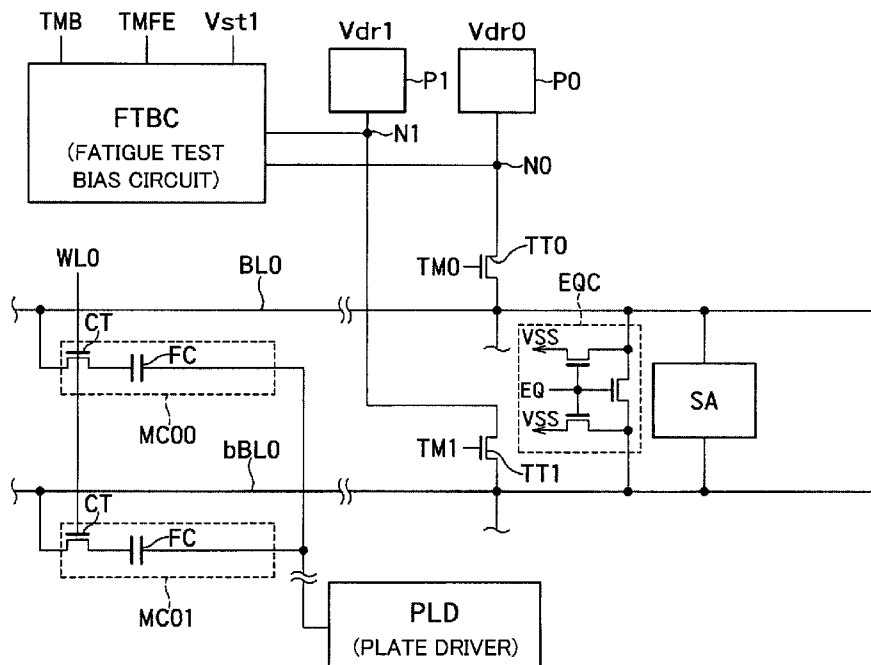 TMB TMFE Vst1 Vdr1 Vdr0
P1 P0
FTBC
(FATIGUE TEST
BIAS CIRCUIT)
N1
N0
WL0 BL0 TM0 TT0
EQC
CT
FC
VSS
EQ
VSS
SA
MC00
bBL0 TM1
TT1
CT
FC
MC01
PLD
(PLATE DRIVER)